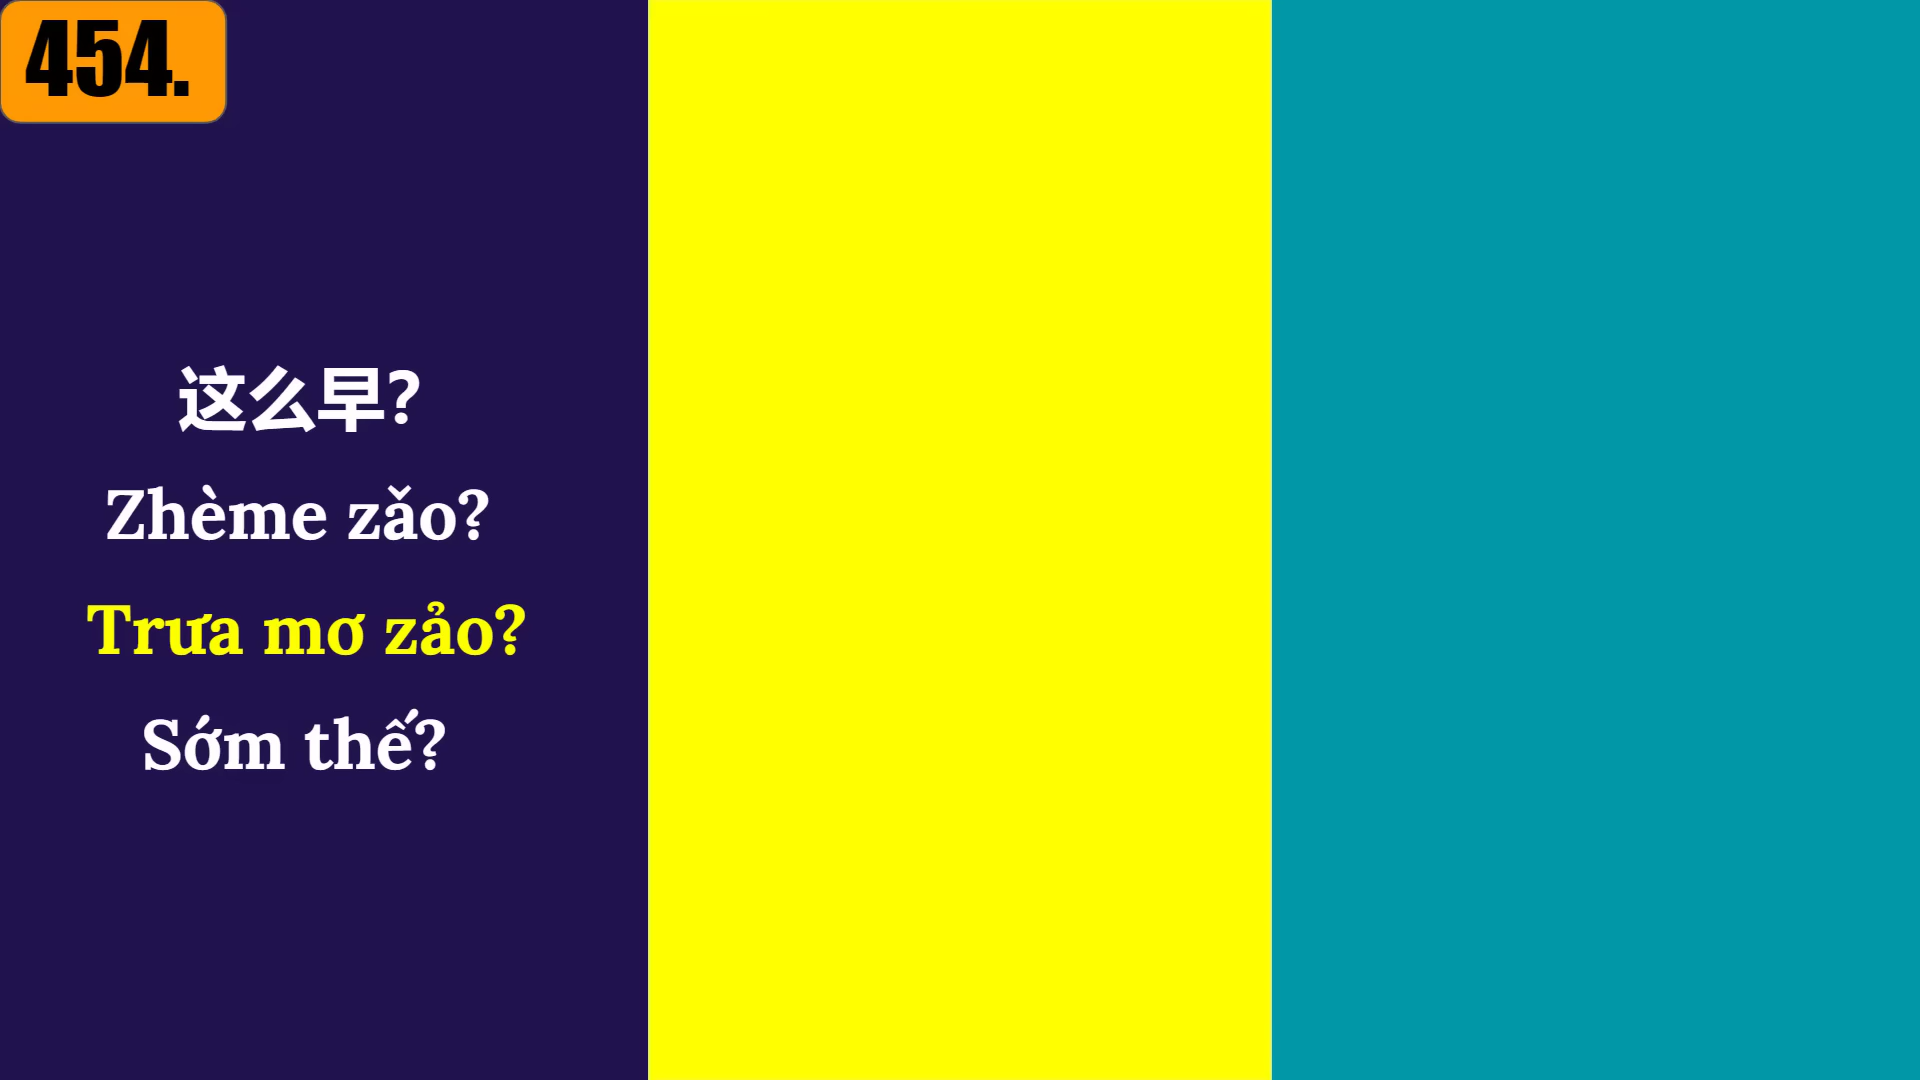 454.
这么早？
Zhème zǎo?
Trưa mơ zảo?
Sớm thế?